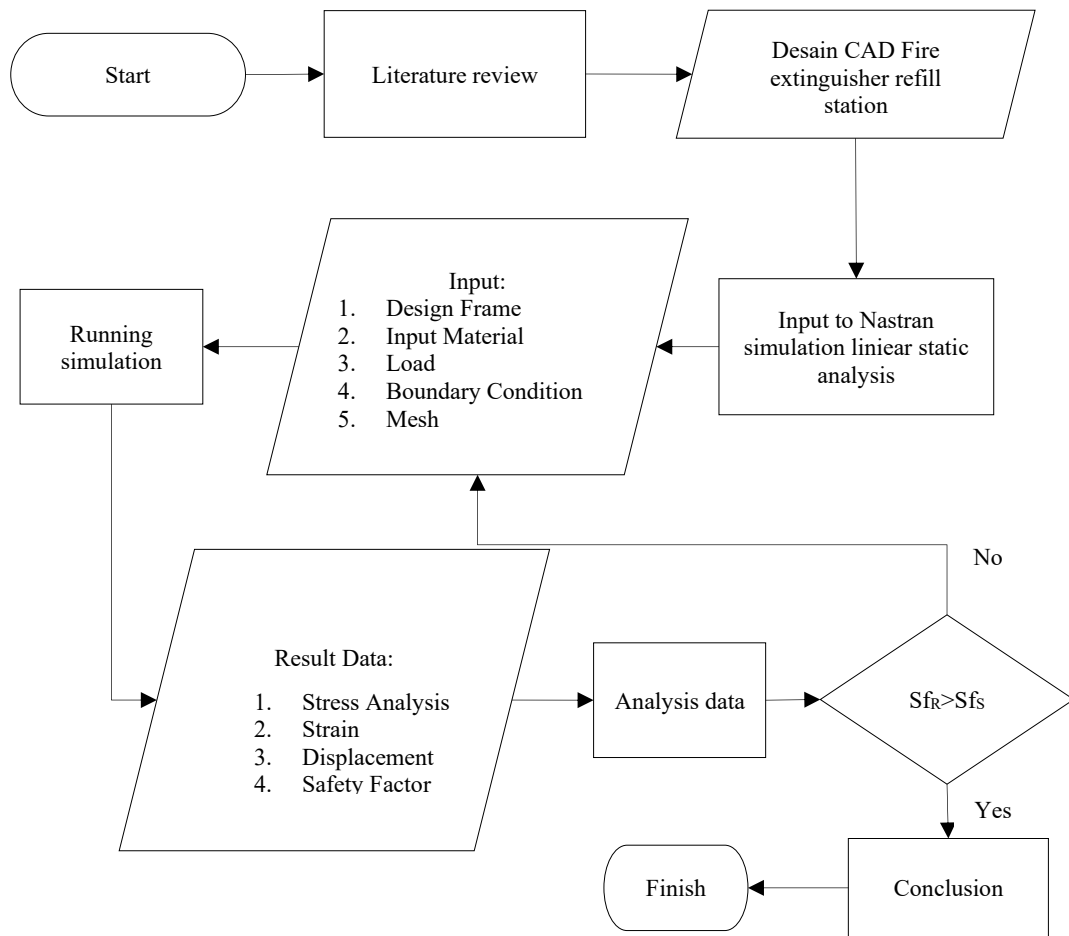 Start
Literature review
Desain CAD Fire
extinguisher refill
station
Input to Nastran
simulation liniear static
analysis
Input:
1. Design Frame
2. Input Material
3. Load
4. Boundary Condition
5. Mesh
Running
simulation
Result Data:
1. Stress Analysis
2. Strain
3. Displacement
4. Safety Factor
Analysis data
SfR>SfS
No
Yes
Conclusion
Finish